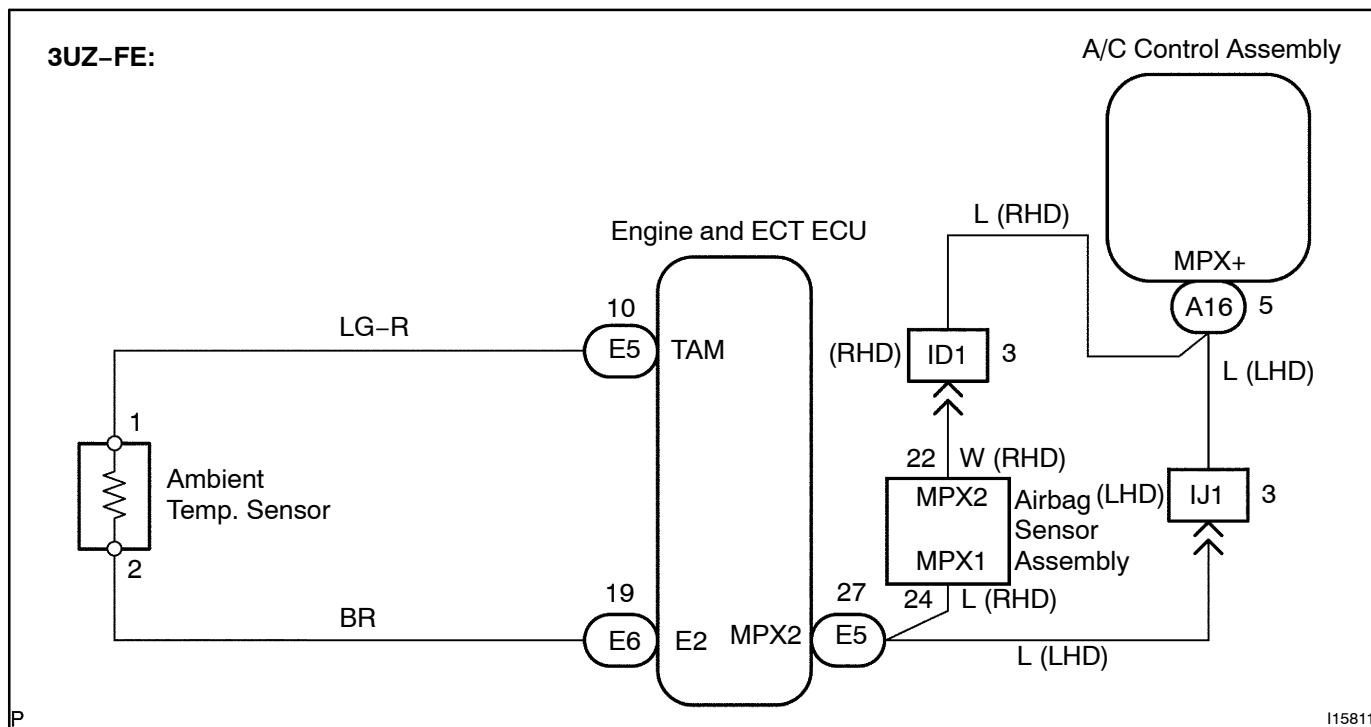 3UZ−FE:
A/C Control Assembly
MPX+
A16
5
L (RHD)
Engine and ECT ECU
10
LG−R
E5
TAM
(RHD)
ID1
3
L (LHD)
1
22
W (RHD)
Ambient
Temp. Sensor
MPX2
Airbag
Sensor
Assembly
(LHD)
IJ1
3
MPX1
2
24
L (RHD)
19
27
BR
E6
E2
MPX2
E5
L (LHD)
P
I15811